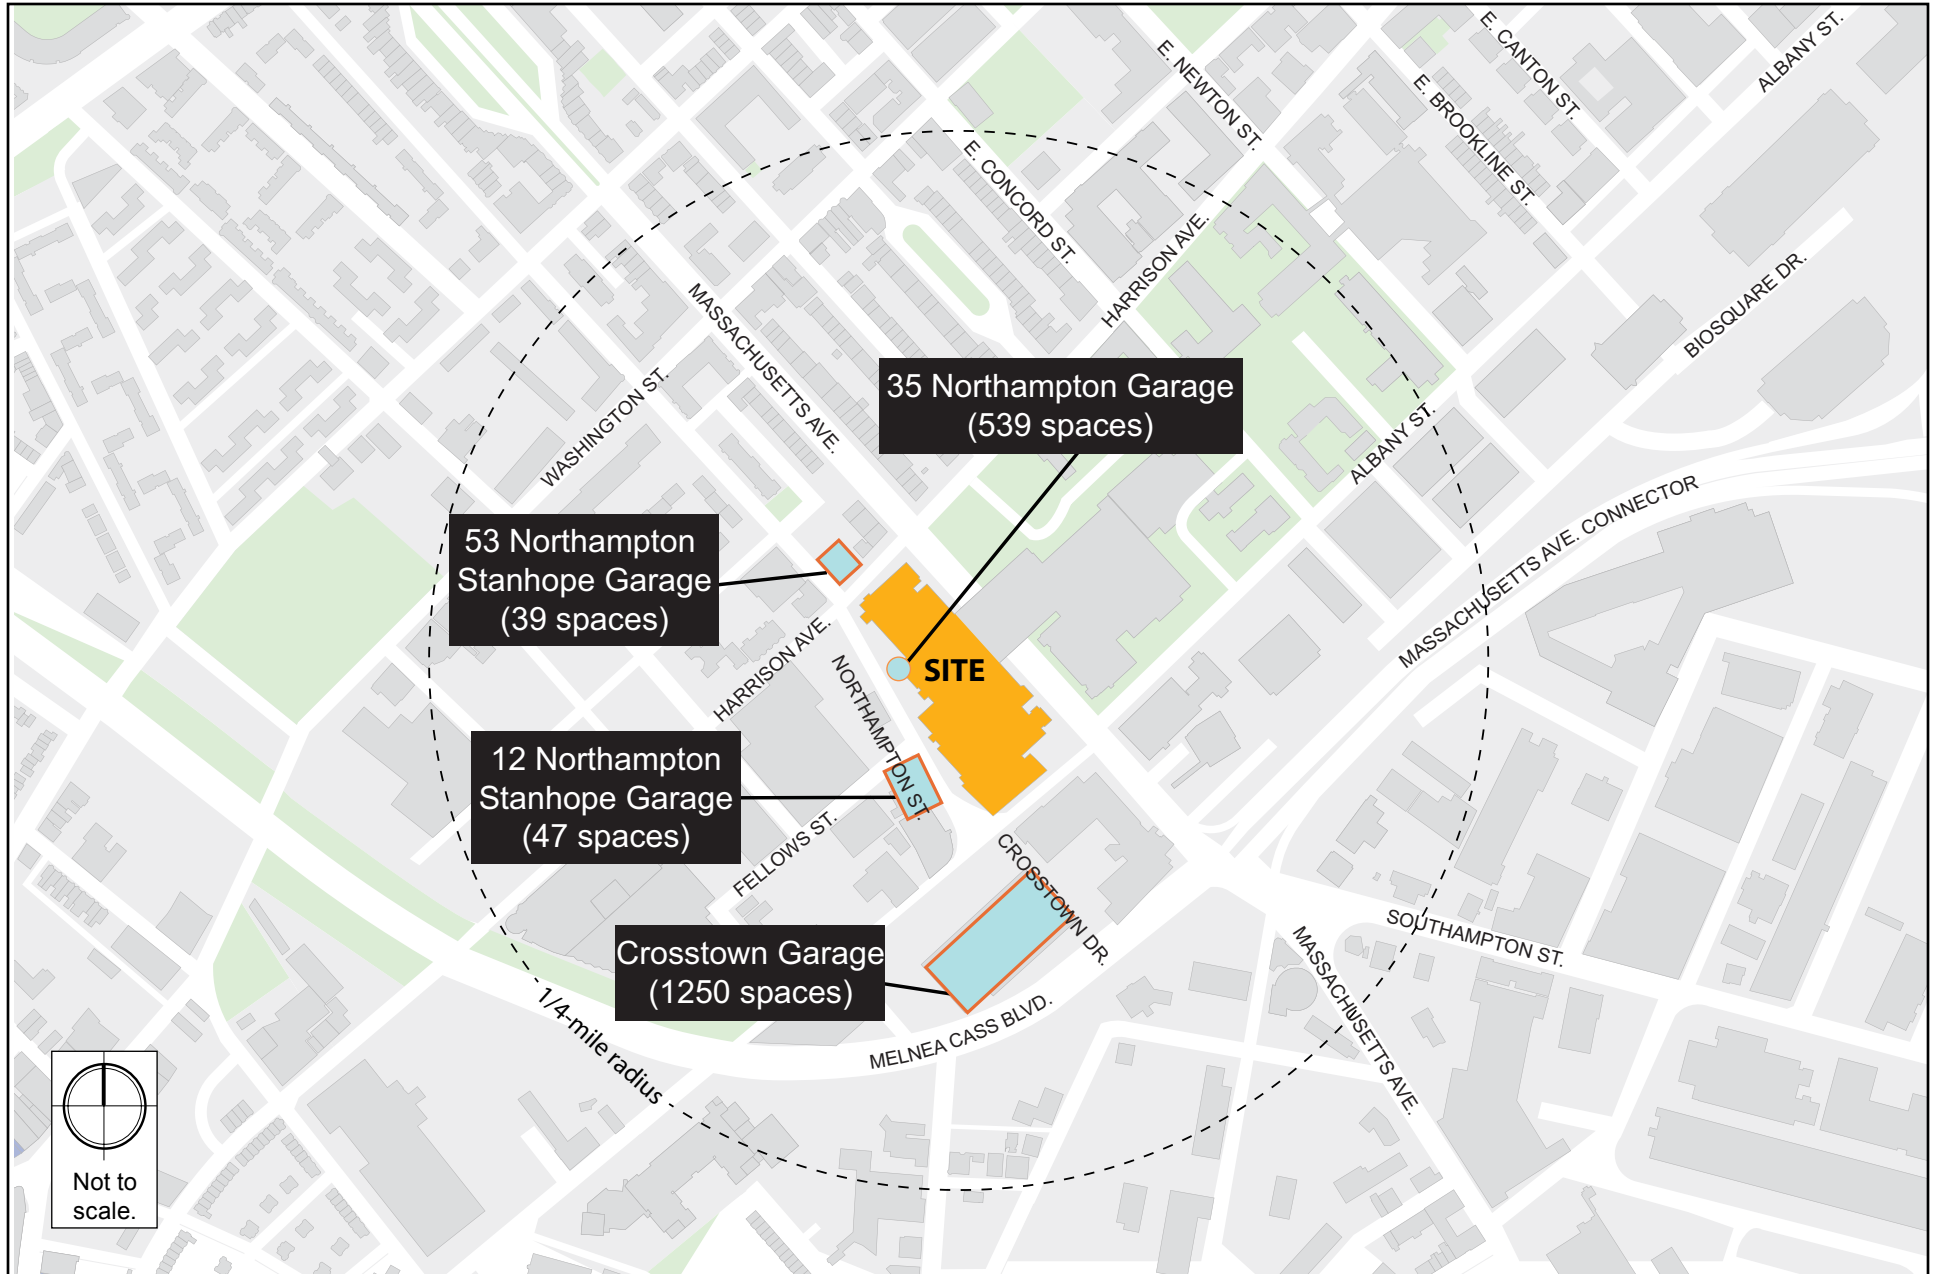 E. CANTON ST.
ALBANY ST.
E. NEWTON ST.
E. BROOKLINE ST.
E. CONCORD ST.
HARRISON AVE.
BIOSQUARE DR.
MASSACHUSETTS AVE.
WASHINGTON ST.
35 Northampton Garage
(539 spaces)
ALBANY ST.
MASSACHUSETTS AVE. CONNECTOR
53 Northampton
Stanhope Garage
(39 spaces)
HARRISON AVE.
NORTHAMPTON ST.
SITE
12 Northampton
Stanhope Garage
(47 spaces)
FELLOWS ST.
CROSSTOWN DR.
SOUTHAMPTON ST.
Crosstown Garage
(1250 spaces)
MASSACHUSETTS AVE.
MELNEA CASS BLVD.
1/4-mile radius
Not to
scale.